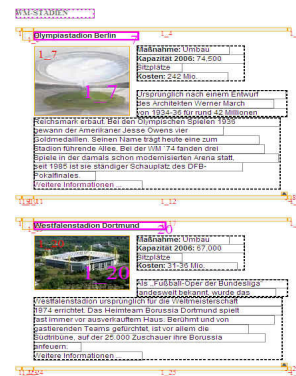 WM-STADIEN
Olympiastadion Berlin
Maßnahme: Umbau
Kapazität 2006: 74,500
Sitzplätze
Kosten: 242 Mio.
Ursprünglich nach einem Entwurf
des Architekten Werner March
von 1934-36 für rund 42 Millionen
Reichsmark erbaut. Bei den Olympischen Spielen 1936
gewann der Amerikaner Jesse Owens vier
Goldmedaillen. Seinen Name trägt heute eine zum
Stadion führende Allee. Bei der WM '74 fanden drei
Spiele in der damals schon modernisierten Arena statt,
seit 1985 ist sie ständiger Schauplatz des DFB-
Pokalfinales.
Weitere Informationen ...
Westfalenstadion Dortmund
Maßnahme: Umbau
Kapazität 2006: 67,000
Sitzplätze
Kosten: 31-36 Mio.
Als „Fußball-Oper der Bundesliga"
landesweit bekannt, wurde das
Westfalenstadion ursprünglich für die Weltmeisterschaft
1974 errichtet. Das Heimteam Borussia Dortmund spielt
fast immer vor ausverkauftem Haus. Berühmt und von
gastierenden Teams gefürchtet, ist vor allem die
Südtribüne, auf der 25.000 Zuschauer ihre Borussia
anfeuern.
Weitere Informationen ...